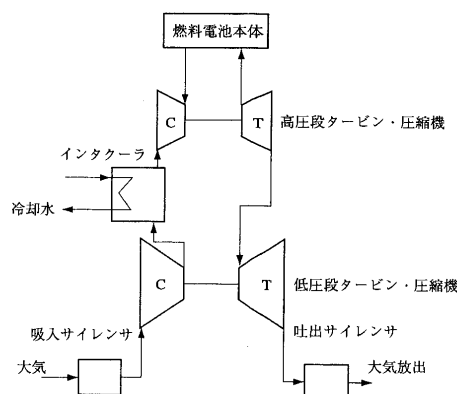 燃料電池本体
C
T
高圧段タービン・圧縮機
インタクーラ
冷却水
C
T
低圧段タービン・圧縮機
吸入サイレンサ
吐出サイレンサ
大気
大気放出